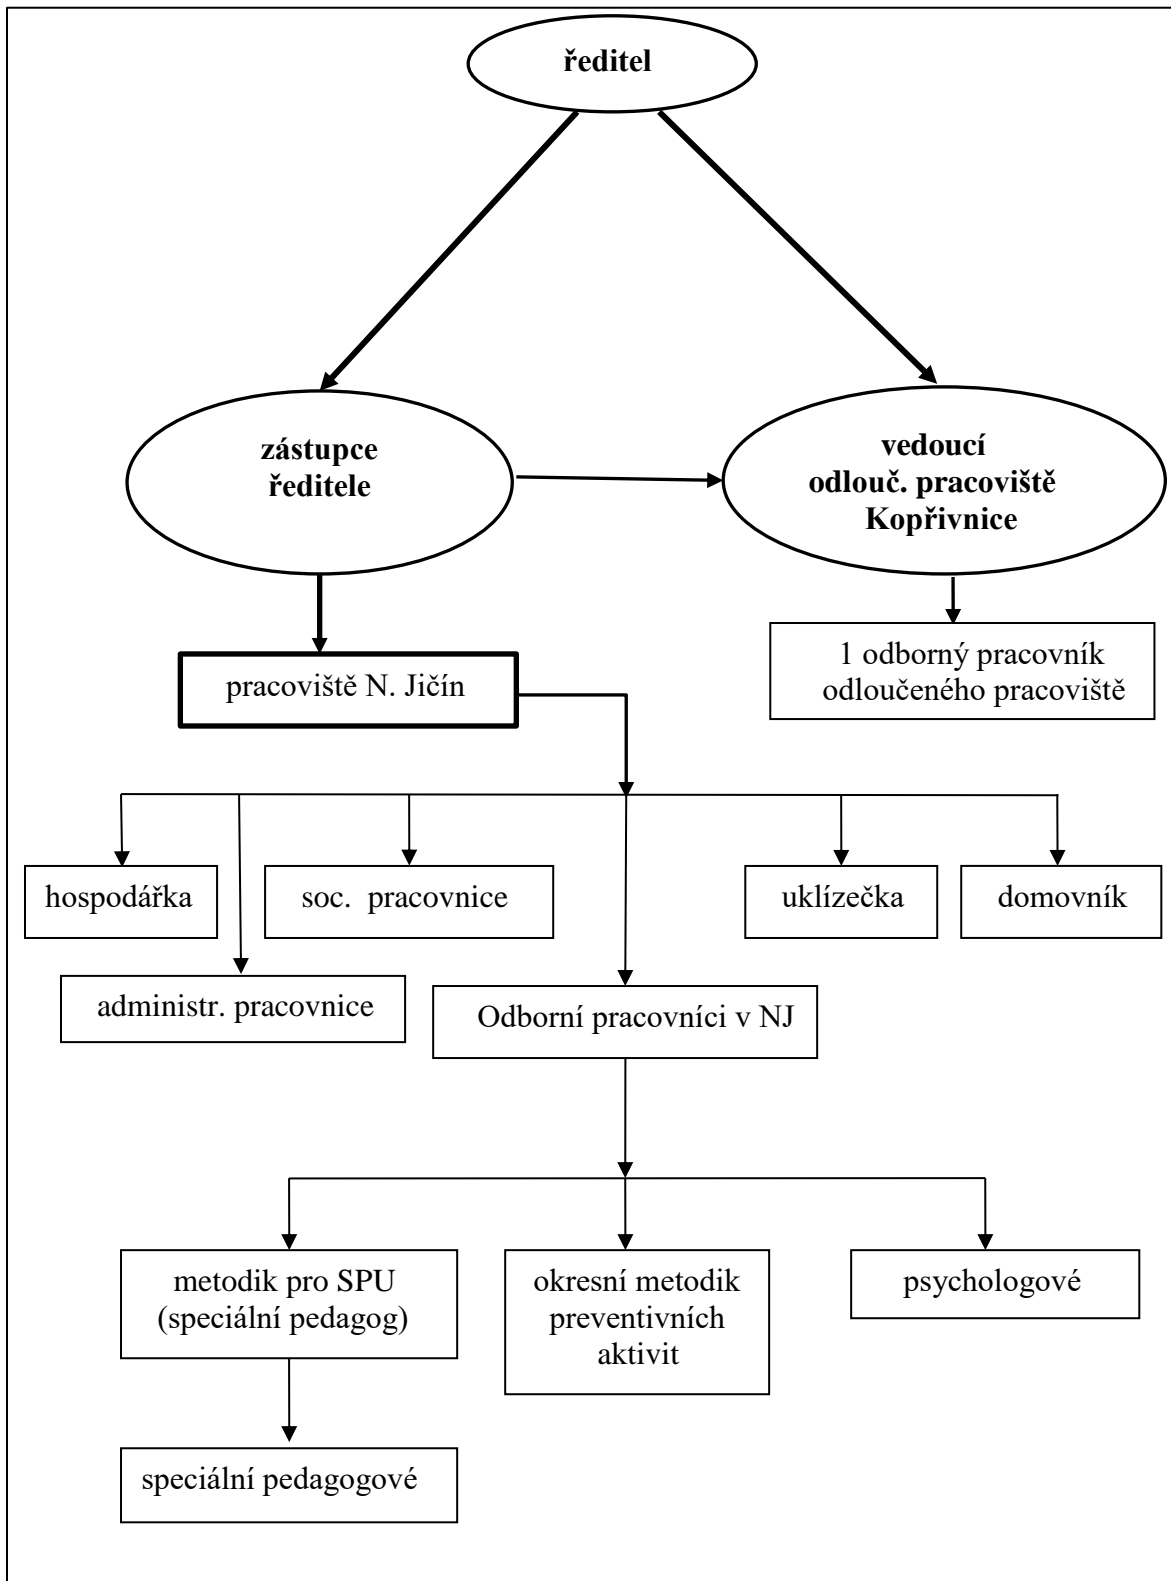 ředitel
zástupce
ředitele
vedoucí
odlouč. pracoviště
Kopřivnice
1 odborný pracovník
odloučeného pracoviště
pracoviště N. Jičín
hospodářka
soc. pracovnice
uklízečka
domovník
administr. pracovnice
Odborní pracovníci v NJ
metodik pro SPU
(speciální pedagog)
okresní metodik
preventivních
aktivit
psychologové
speciální pedagogové